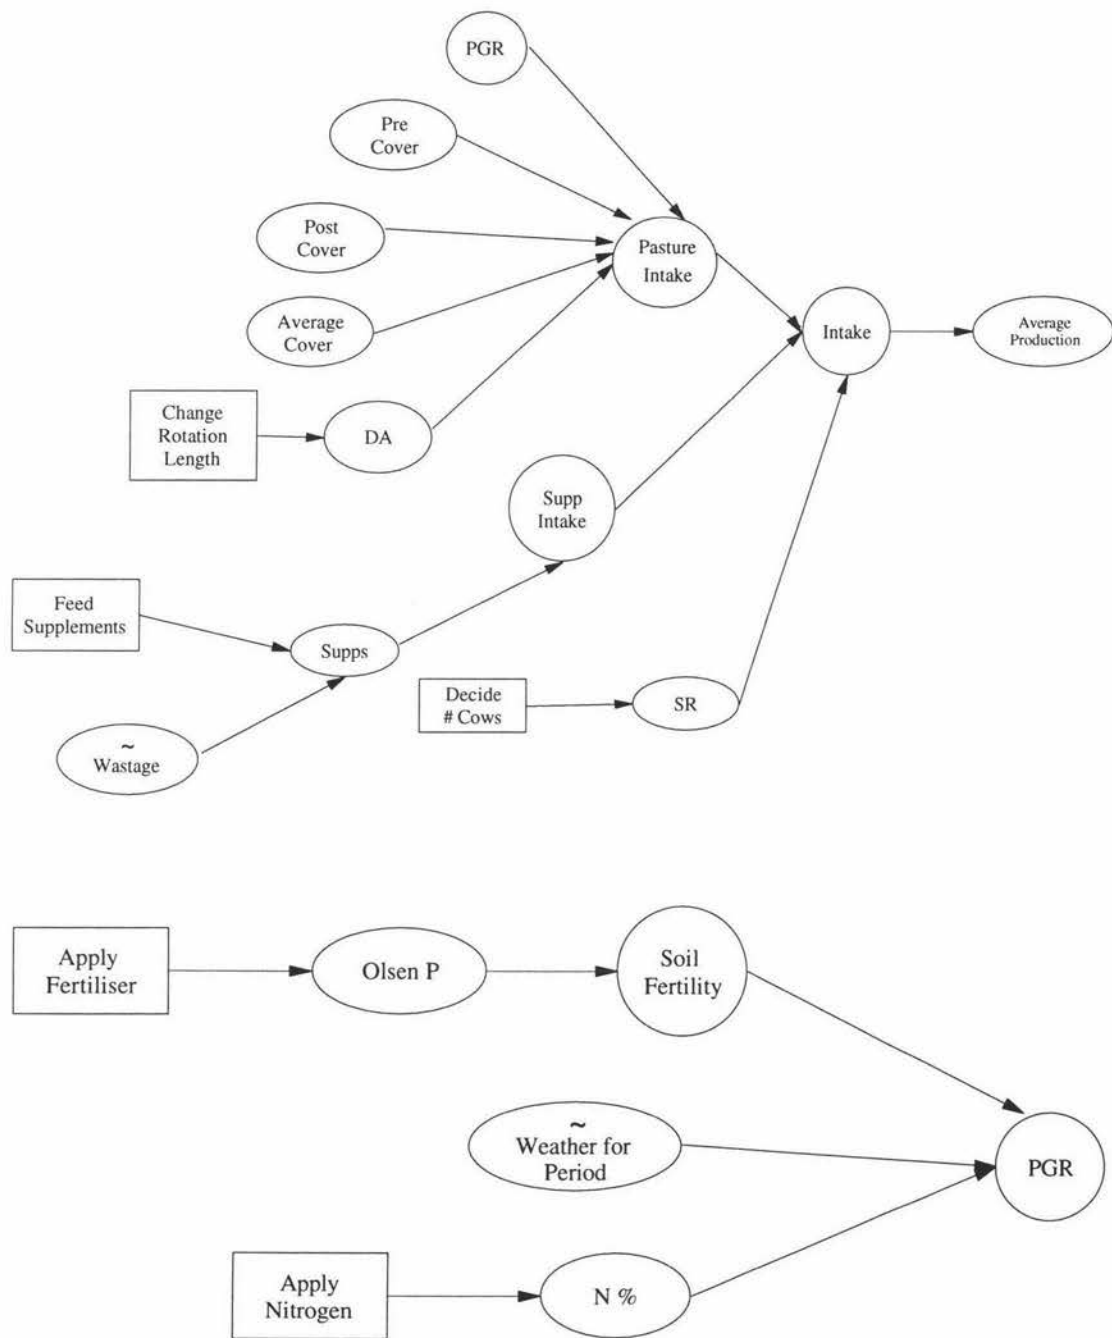 PGR
Pre
Cover
Post
Cover
Pasture
Intake
Average
Cover
Intake
Average
Production
Change
Rotation
Length
DA
Supp
Intake
Feed
Supplements
Supps
Decide
# Cows
SR
~
Wastage
Apply
Fertiliser
Olsen P
Soil
Fertility
~
Weather for
Period
PGR
Apply
Nitrogen
N %